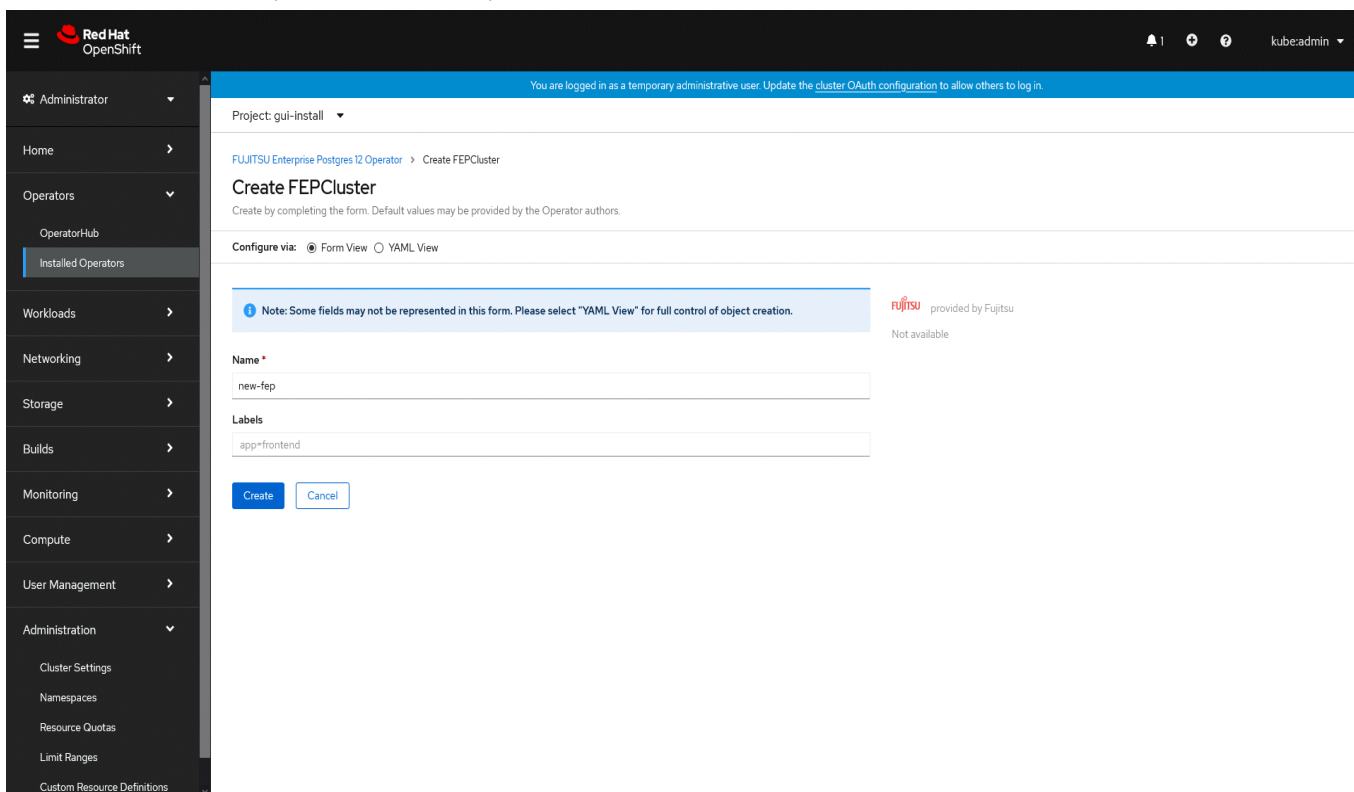 Red Hat
OpenShift
1
kube:admin
Administrator
You are logged in as a temporary administrative user. Update the cluster OAuth configuration to allow others to log in.
Project: gui-install
Home
Operators
OperatorHub
Installed Operators
Workloads
Networking
Storage
Builds
Monitoring
Compute
User Management
Administration
Cluster Settings
Namespaces
Resource Quotas
Limit Ranges
Custom Resource Definitions
FUJITSU Enterprise Postgres 12 Operator > Create FEPCluster
Create FEPCluster
Create by completing the form. Default values may be provided by the Operator authors.
Configure via: Form View YAML View
Note: Some fields may not be represented in this form. Please select "YAML View" for full control of object creation.
FUJITSU provided by Fujitsu
Not available
Name *
new-fep
Labels
app=frontend
Create Cancel